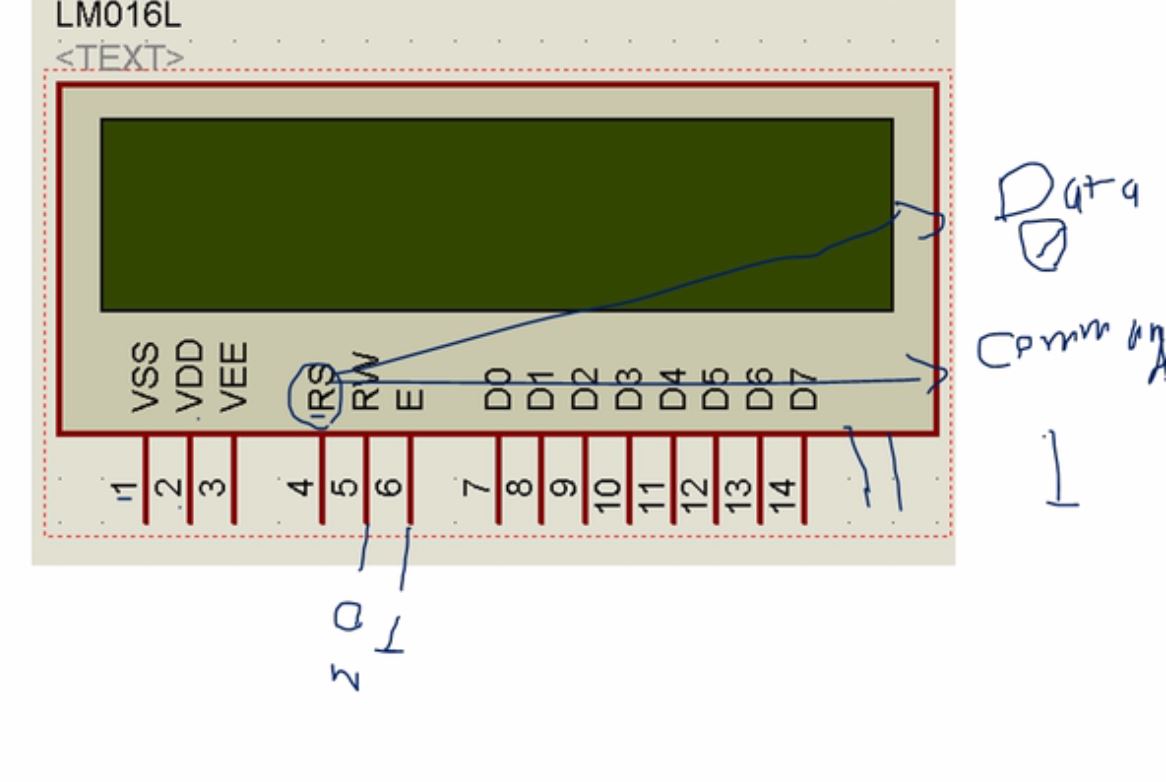 LM016L
<TEXT>
VSS VDD VEE RS RW E D0 D1 D2 D3 D4 D5 D6 D7
1 2 3 4 5 6 7 8 9 10 11 12 13 14
Data
0
Command
1
0 1